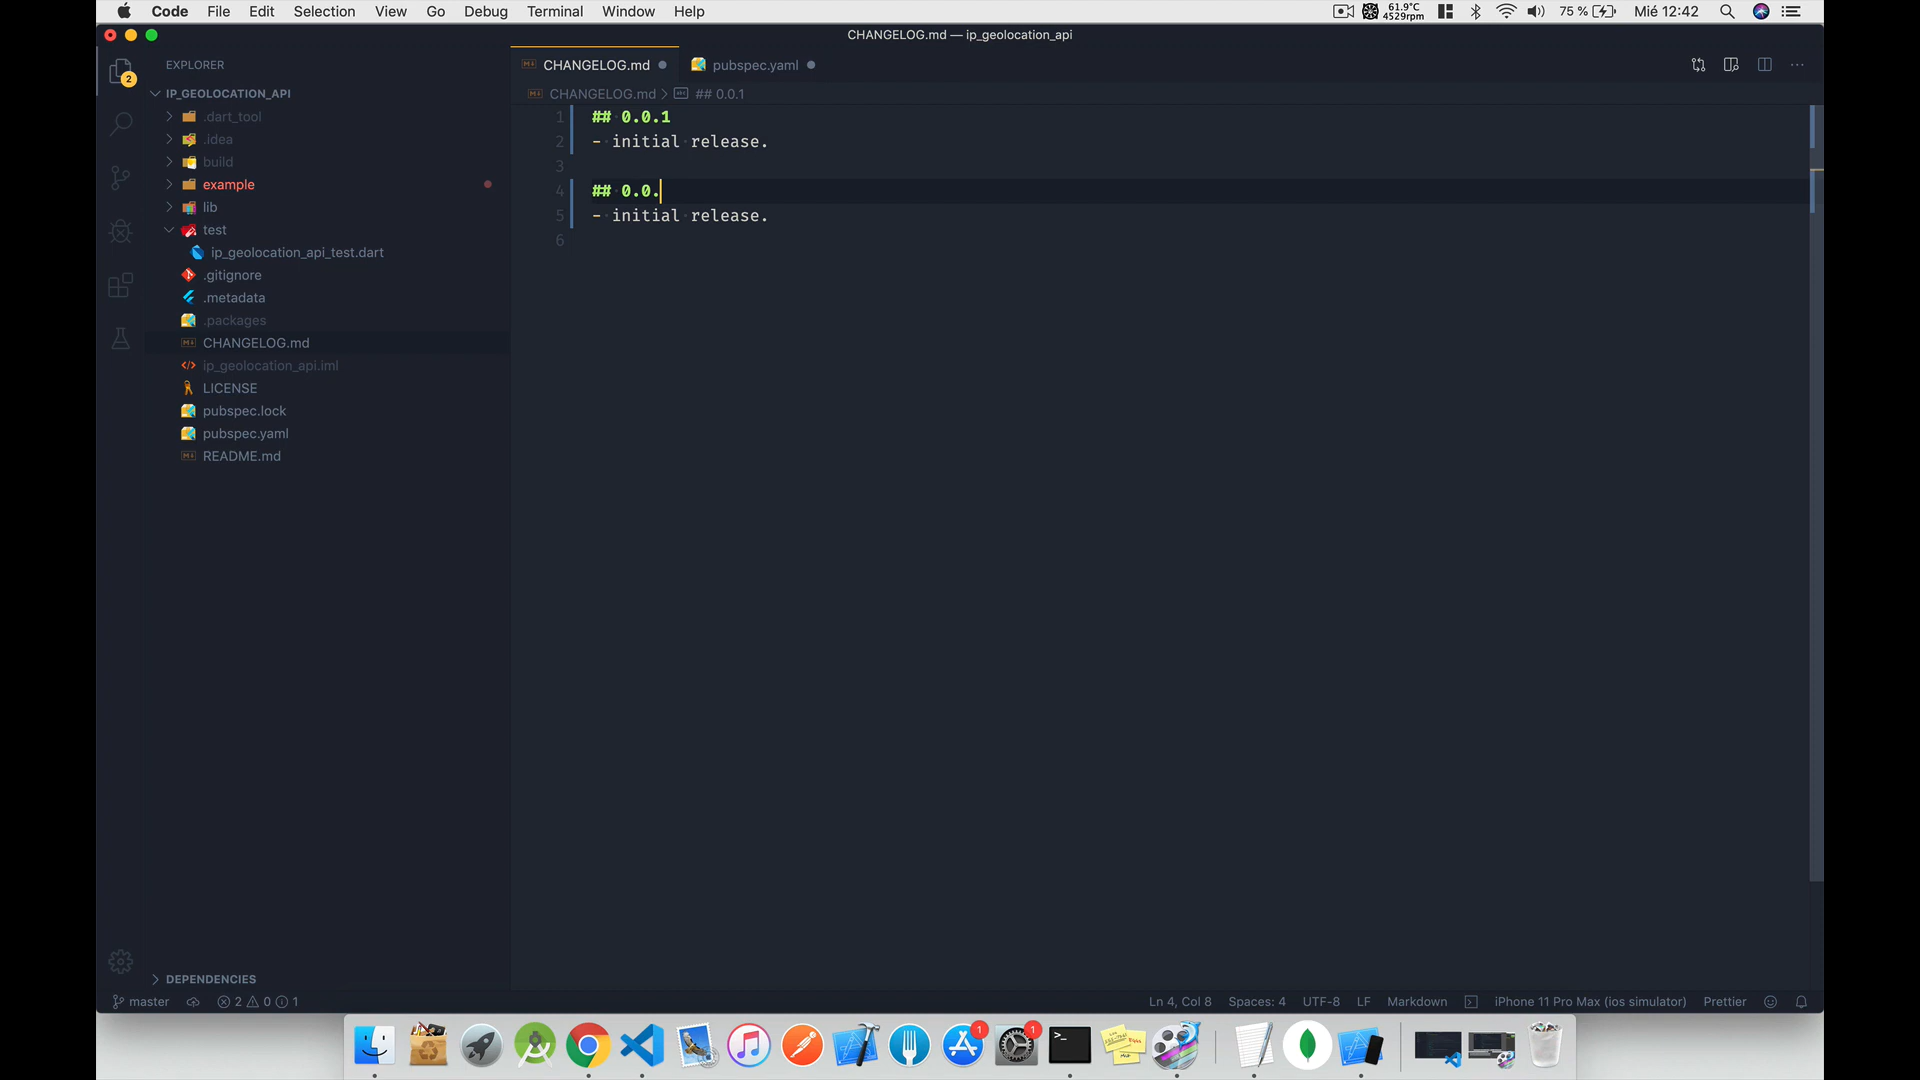 Code File Edit Selection View Go Debug Terminal Window Help 61.9°C 4529rpm 75 % Mié 12:42
CHANGELOG.md — ip_geolocation_api
EXPLORER
CHANGELOG.md
pubspec.yaml
2
IP_GEOLOCATION_API
CHANGELOG.md > ## 0.0.1
.dart_tool
.idea
build
example
lib
test
ip_geolocation_api_test.dart
.gitignore
.metadata
.packages
CHANGELOG.md
ip_geolocation_api.iml
LICENSE
pubspec.lock
pubspec.yaml
README.md
1 ## 0.0.1
2 - initial release.
3
4 ## 0.0.
5 - initial release.
6
DEPENDENCIES
master 2 0 1
Ln 4, Col 8 Spaces: 4 UTF-8 LF Markdown iPhone 11 Pro Max (ios simulator) Prettier
1 1